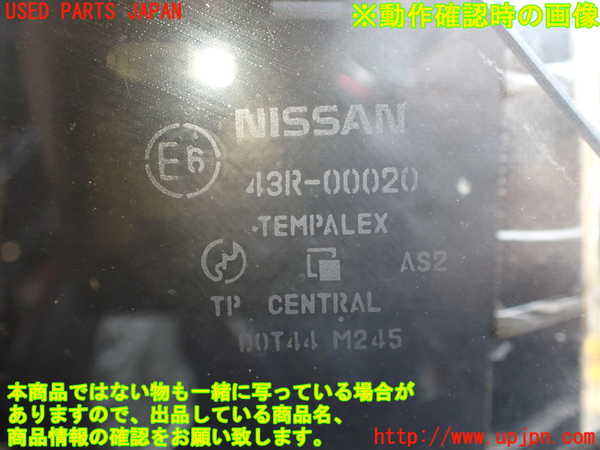 USED PARTS JAPAN
※動作確認時の画像
NISSAN
E6
43R-00020
TEMPALEX
AS2
TP CENTRAL
DOT44 M245
本商品ではない物も一緒に写っている場合が
ありますので、出品している商品名、
商品情報の確認をお願い致します。
http://www.upjpn.com/